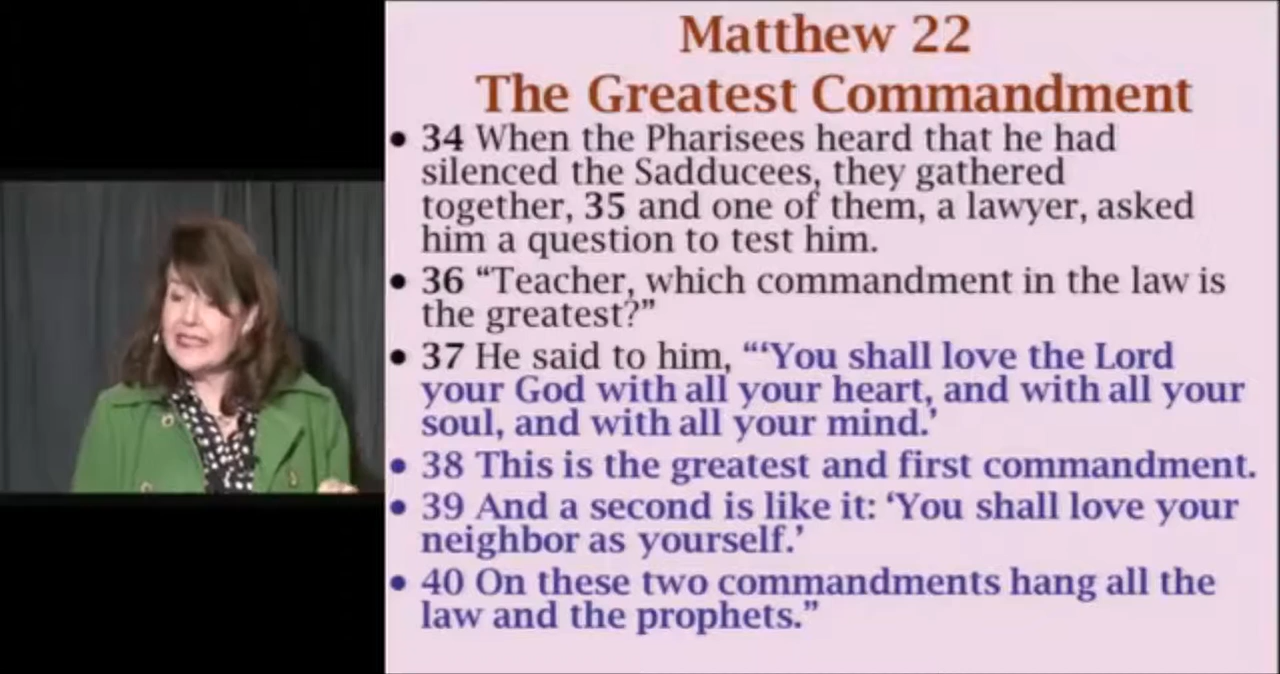 Matthew 22
The Greatest Commandment
• 34 When the Pharisees heard that he had
silenced the Sadducees, they gathered
together, 35 and one of them, a lawyer, asked
him a question to test him.
• 36 “Teacher, which commandment in the law is
the greatest?”
• 37 He said to him, “‘You shall love the Lord
your God with all your heart, and with all your
soul, and with all your mind.’
• 38 This is the greatest and first commandment.
• 39 And a second is like it: ‘You shall love your
neighbor as yourself.’
• 40 On these two commandments hang all the
law and the prophets.”